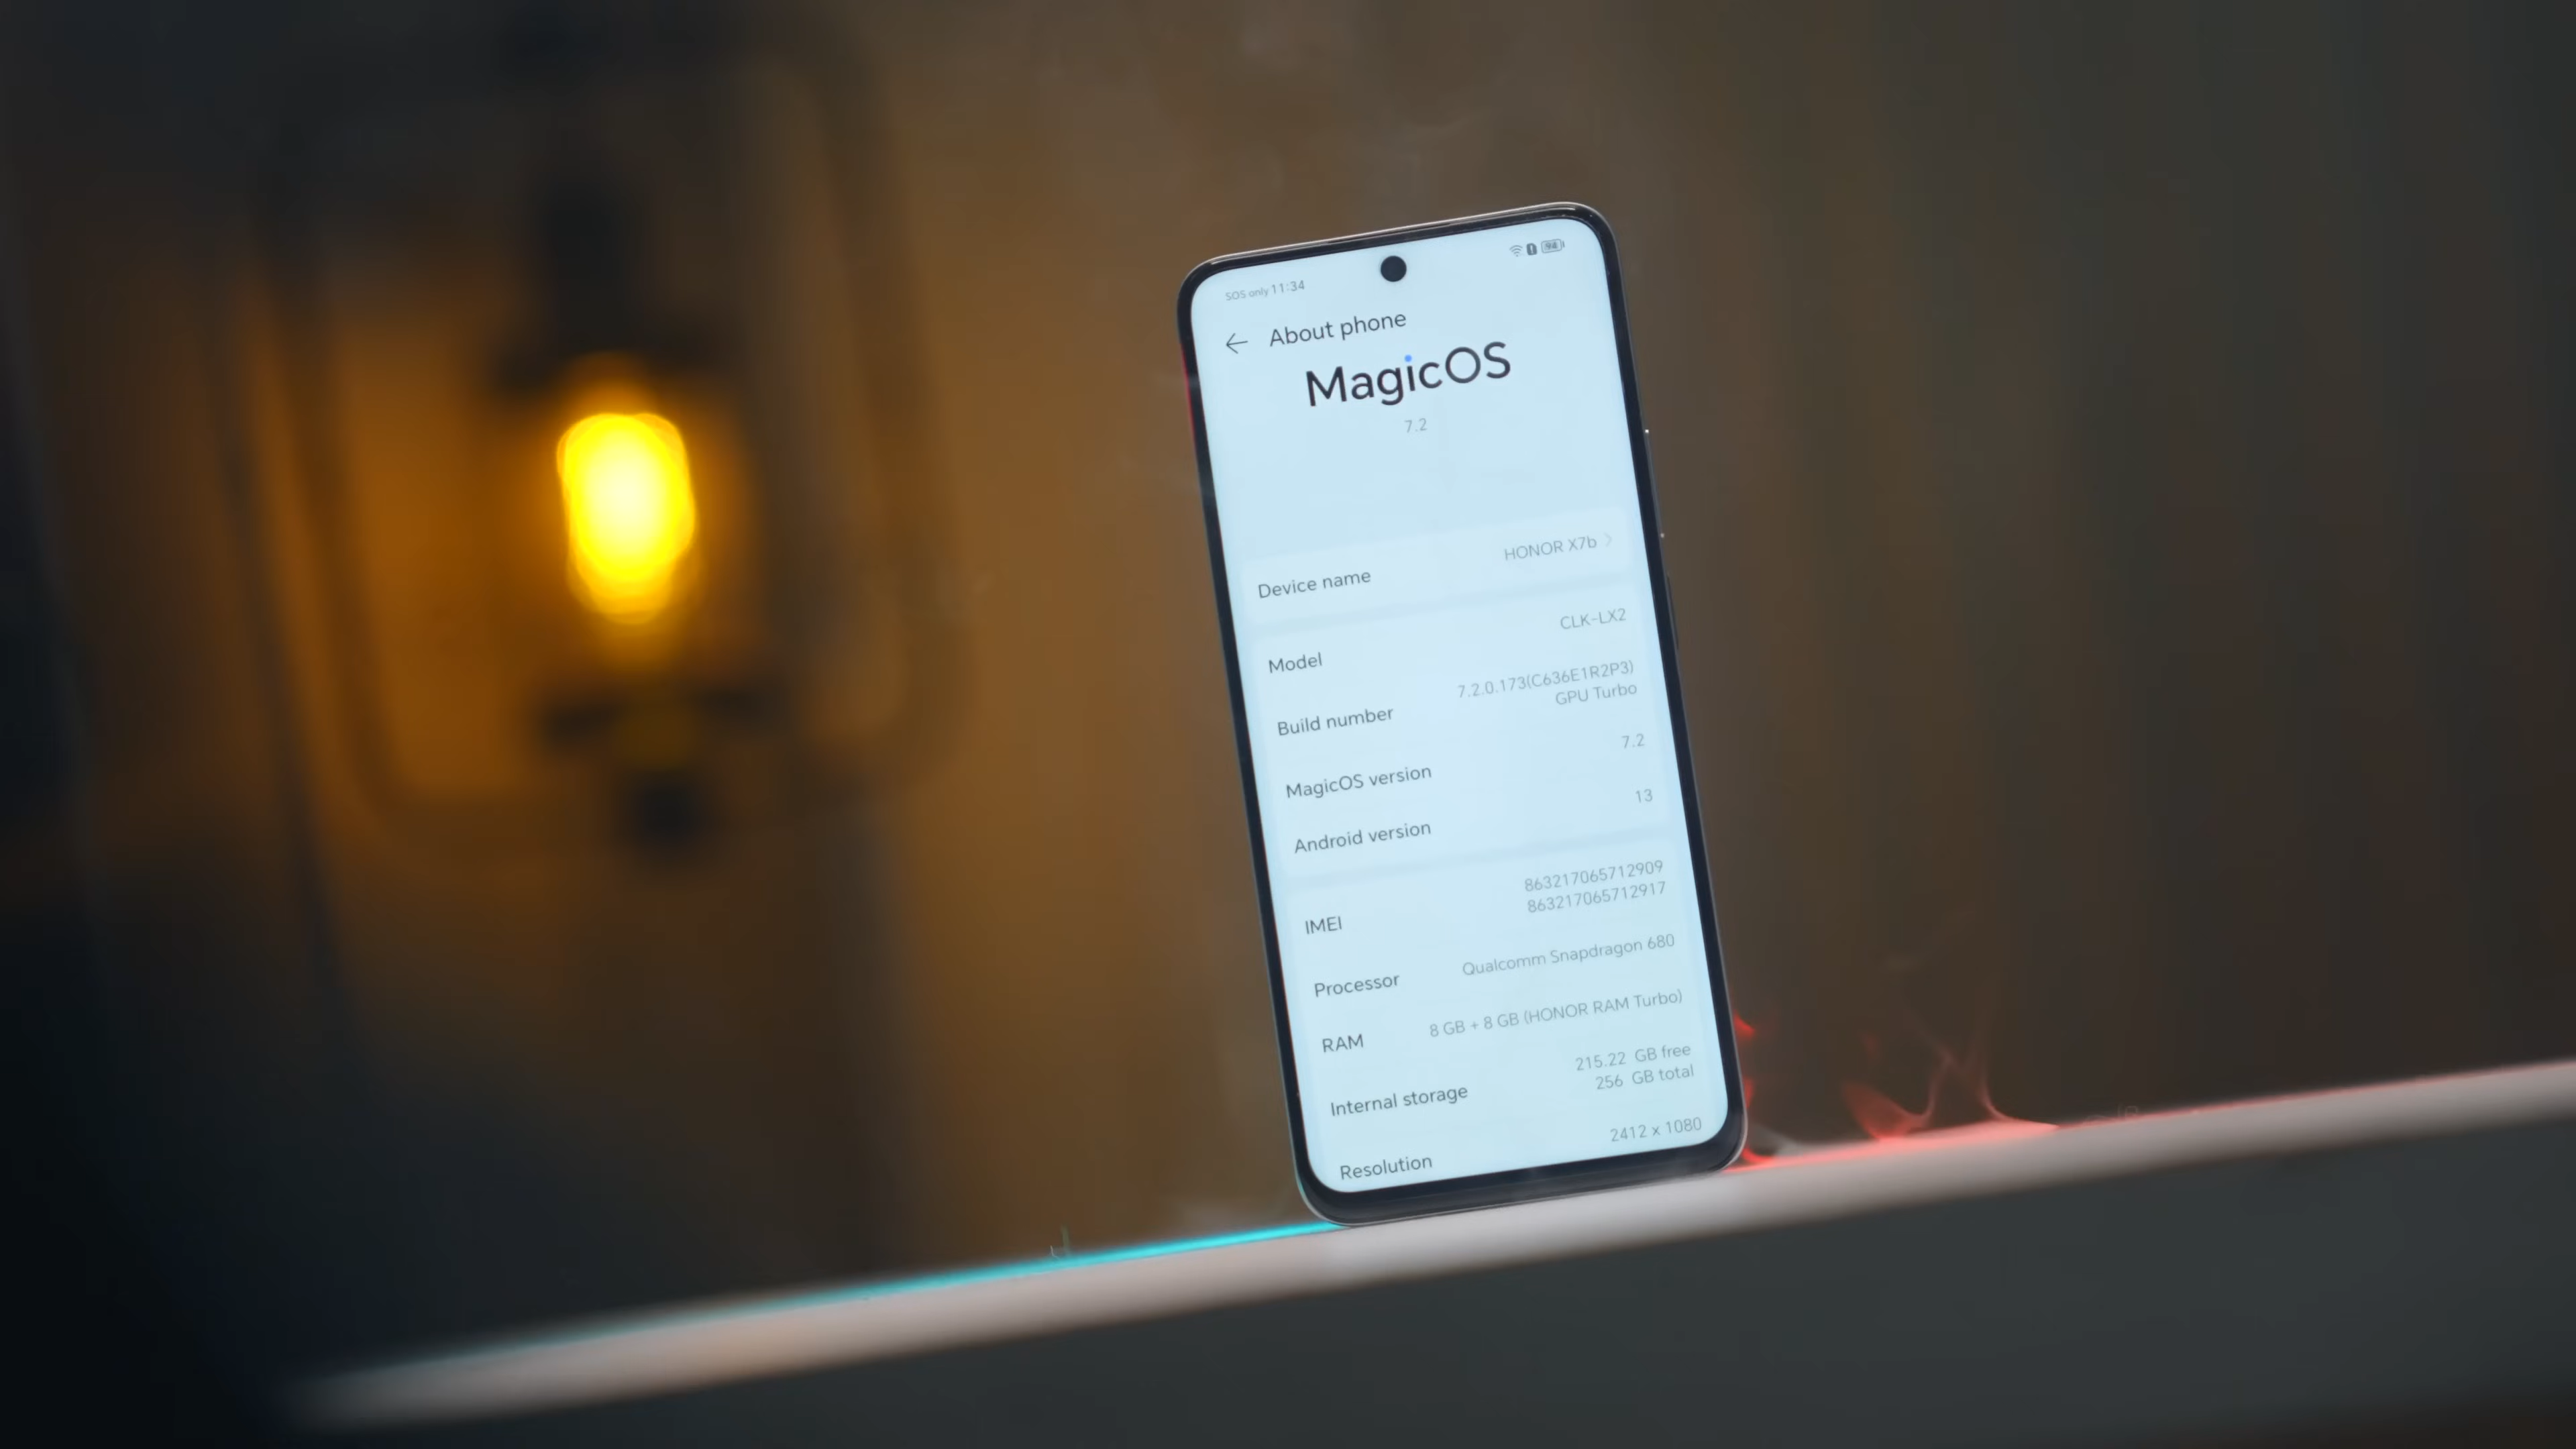 SOS only 11:34
94
About phone
MagicOS
7.2
Device name HONOR X7b
Model CLK-LX2
Build number 7.2.0.173(C636E1R2P3)
GPU Turbo
MagicOS version 7.2
Android version 13
IMEI 863217065712909
863217065712917
Processor Qualcomm Snapdragon 680
RAM 8 GB + 8 GB (HONOR RAM Turbo)
Internal storage 215.22 GB free
256 GB total
Resolution 2412 x 1080